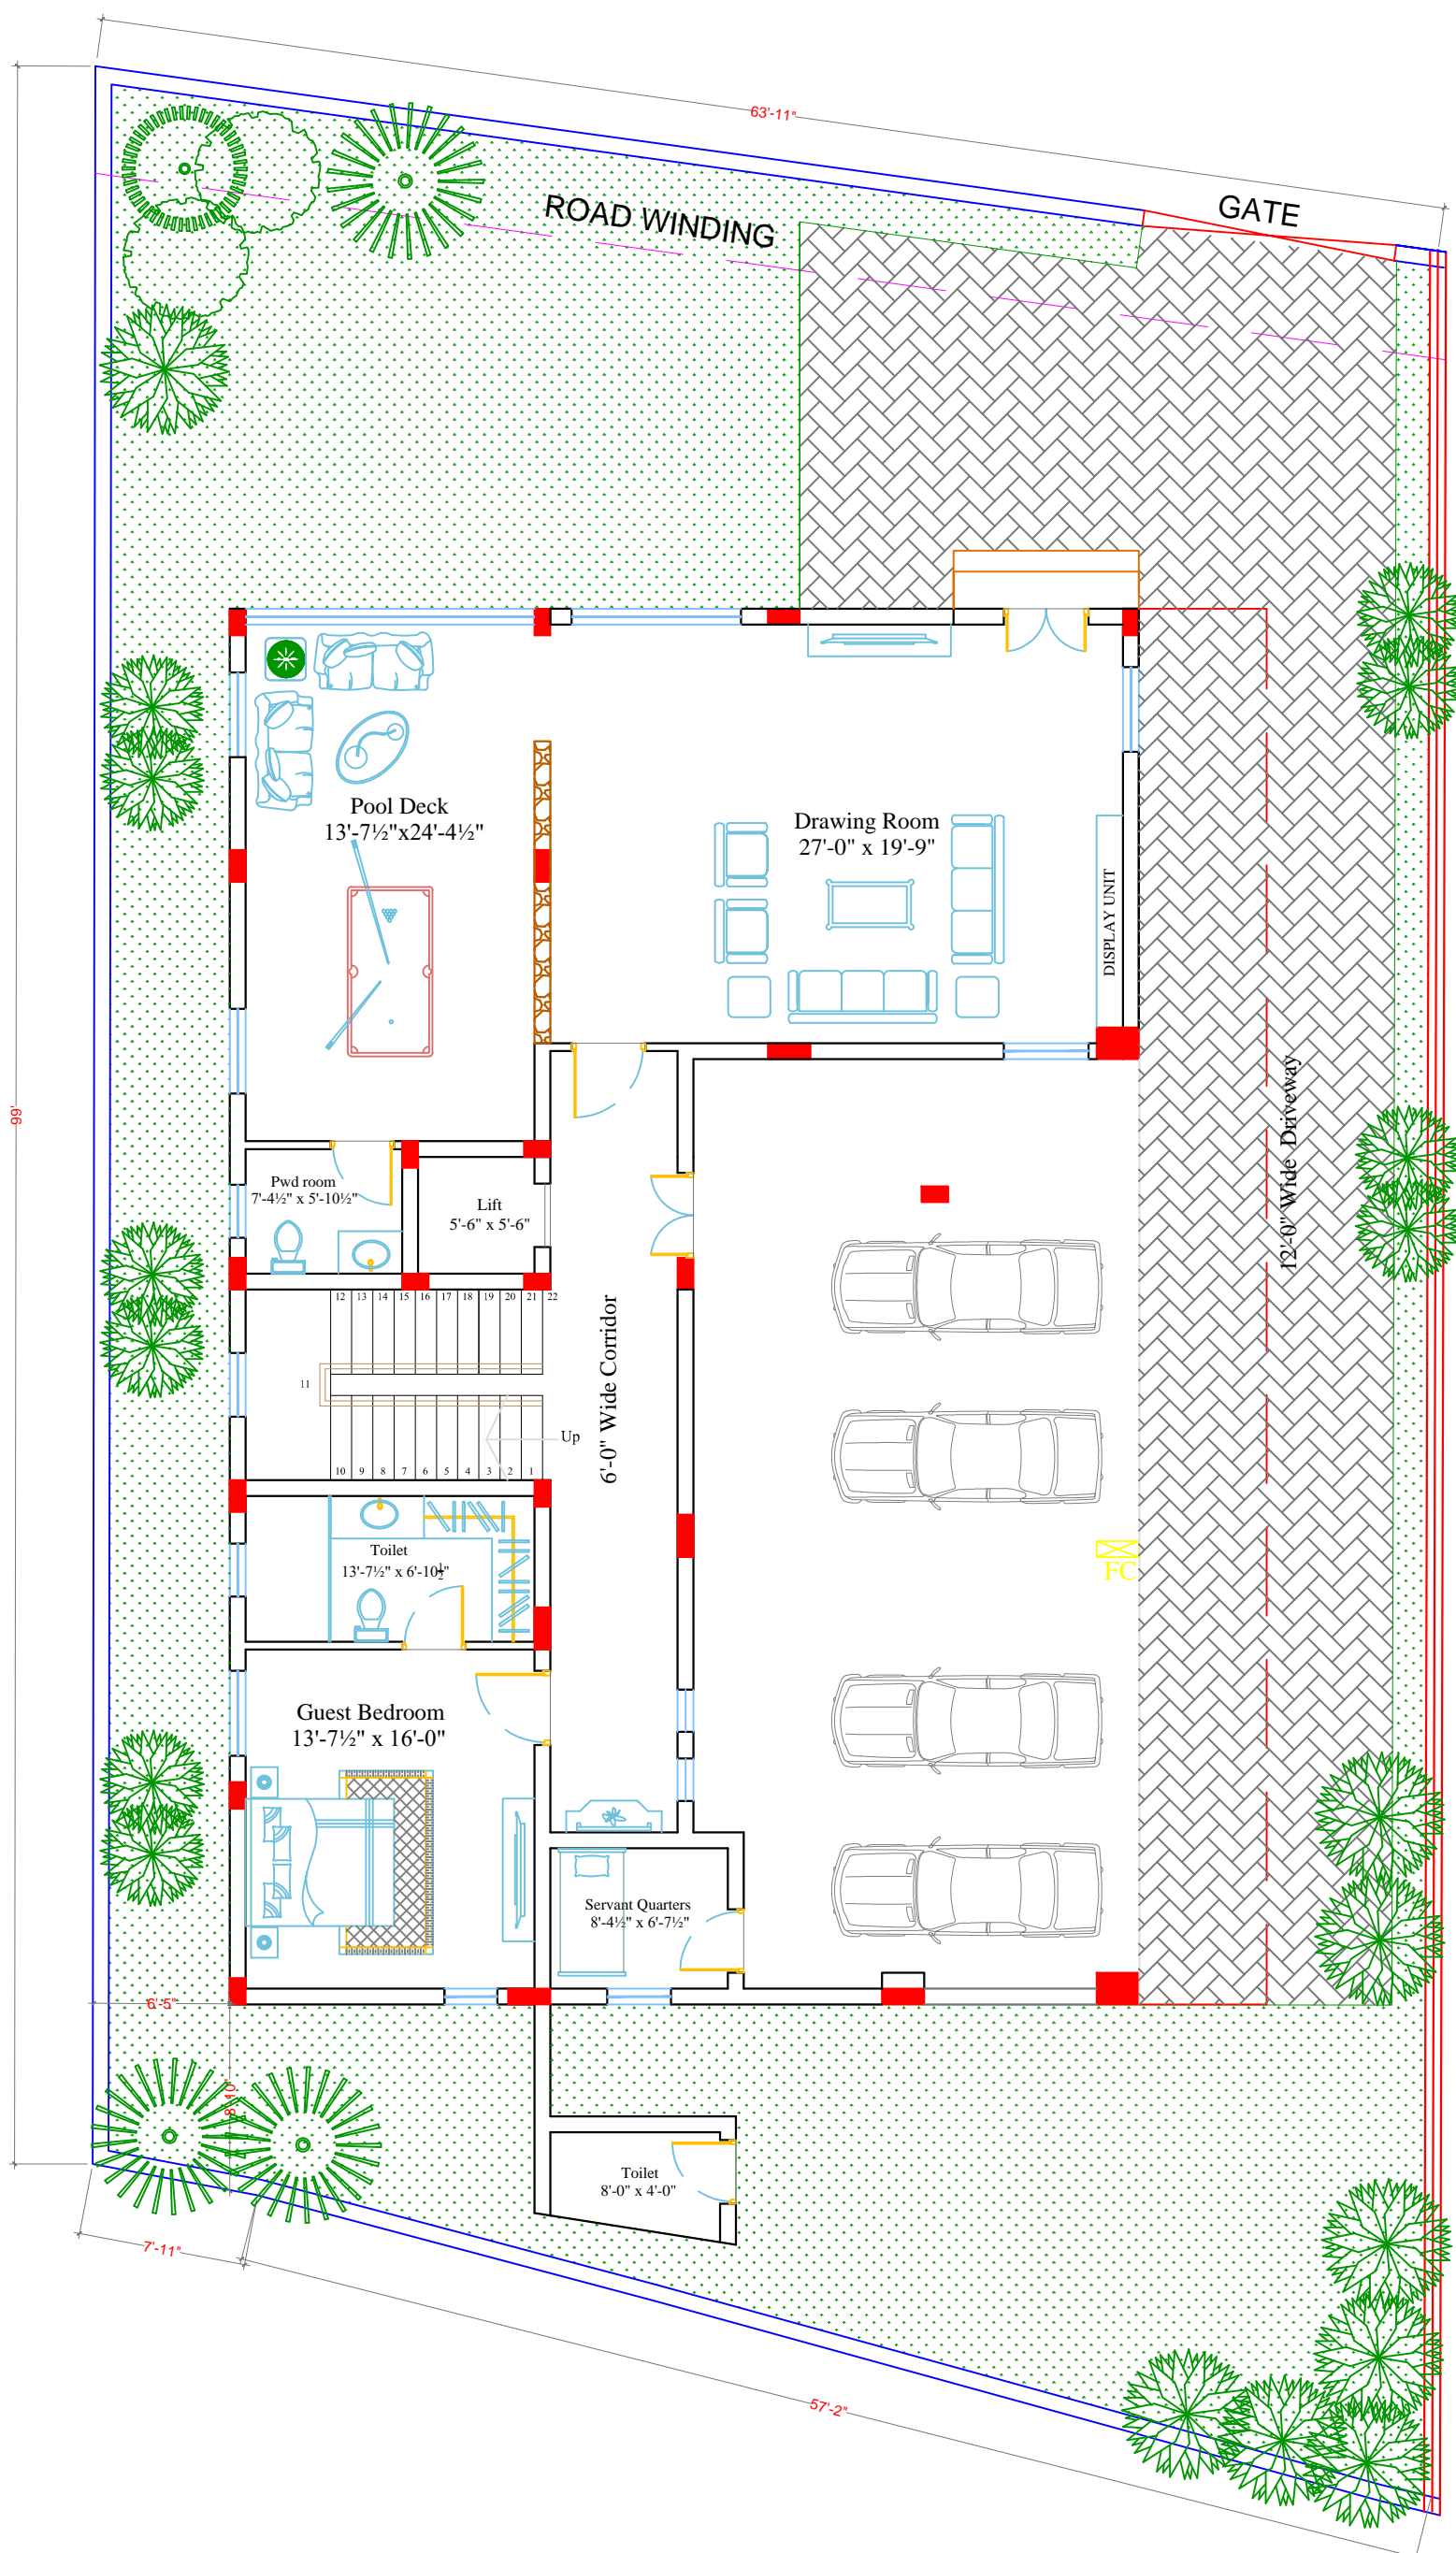 63'-11"
GATE
ROAD WINDING
Pool Deck
13'-7½"x24'-4½"
Drawing Room
27'-0" x 19'-9"
DISPLAY UNIT
12'-0" Wide Driveway
99'
Pwd room
7'-4½" x 5'-10½"
Lift
5'-6" x 5'-6"
12 13 14 15 16 17 18 19 20 21 22
11
6'-0" Wide Corridor
Up
10 9 8 7 6 5 4 3 2 1
Toilet
13'-7½" x 6'-10½"
FC
Guest Bedroom
13'-7½" x 16'-0"
Servant Quarters
8'-4½" x 6'-7½"
6'-5"
8'-10"
Toilet
8'-0" x 4'-0"
7'-11"
57'-2"